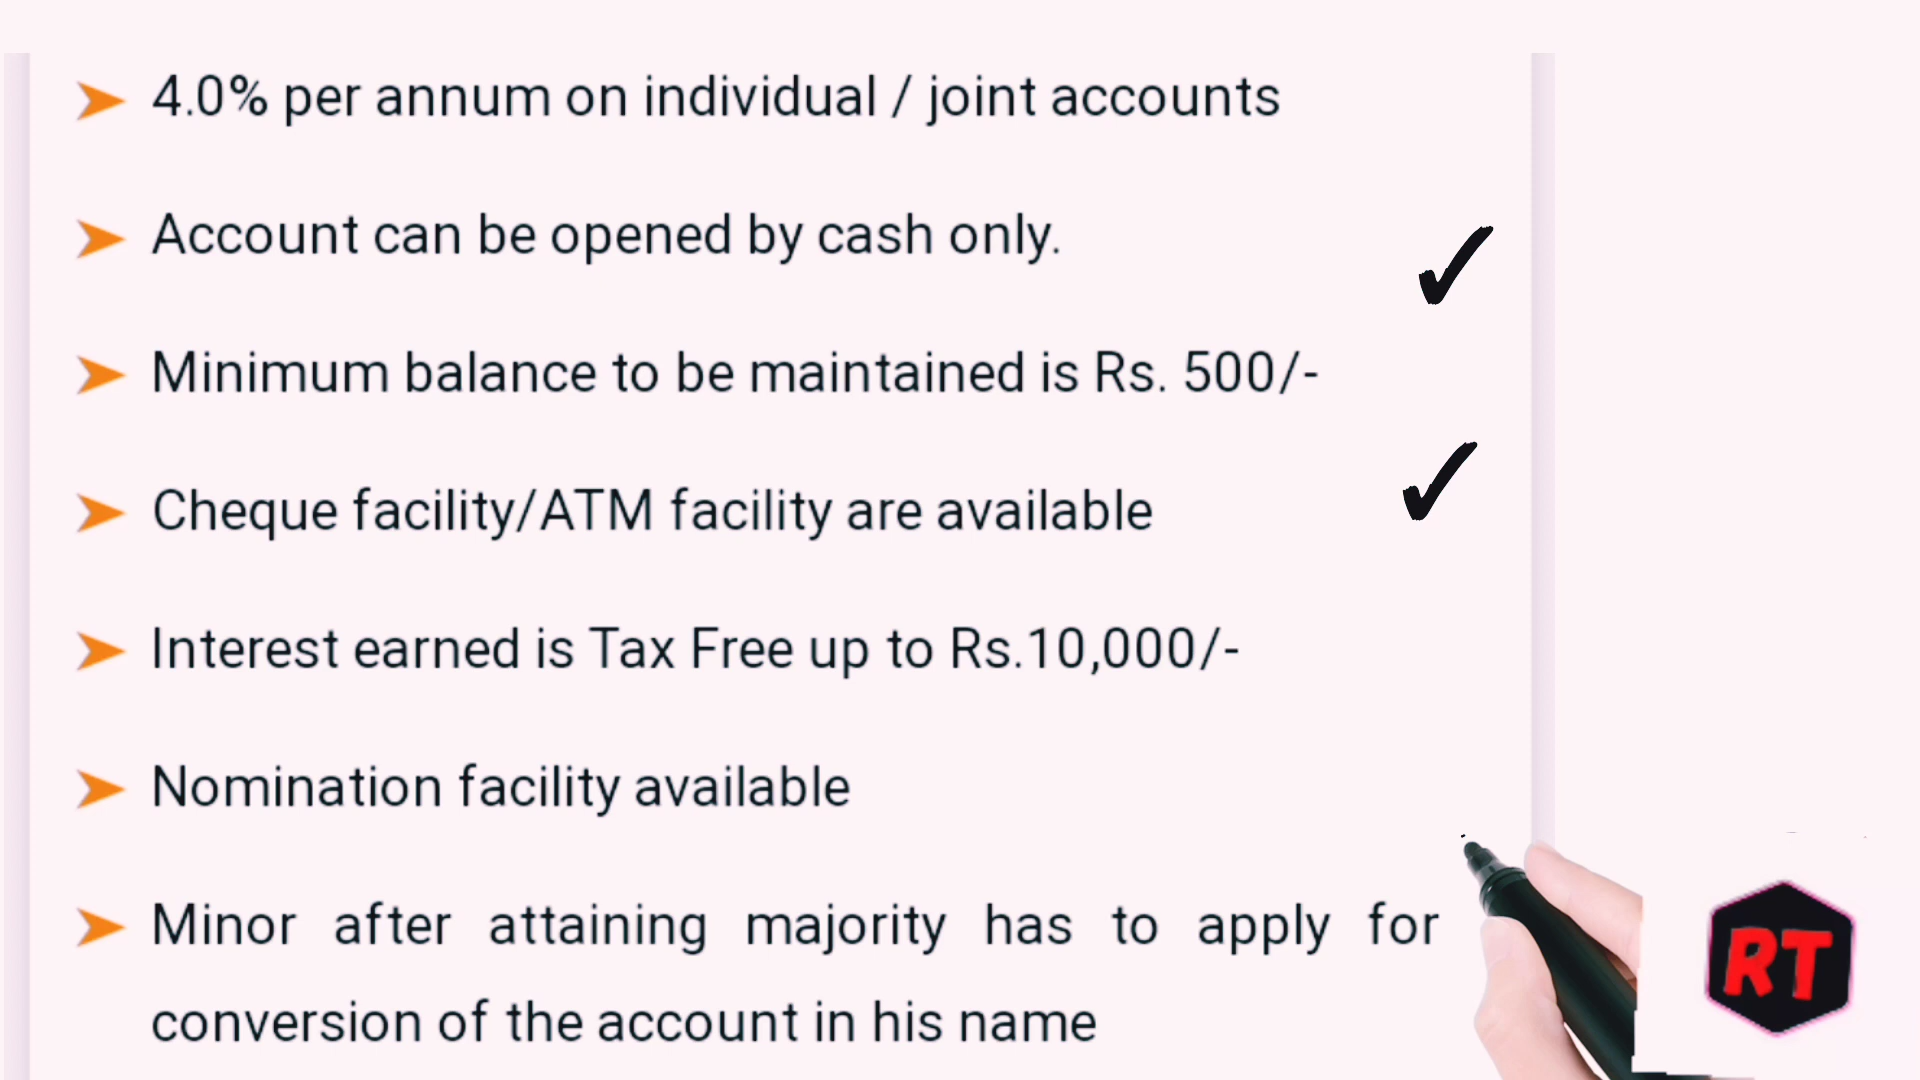 4.0% per annum on individual / joint accounts
Account can be opened by cash only.
Minimum balance to be maintained is Rs. 500/-
Cheque facility/ATM facility are available
Interest earned is Tax Free up to Rs.10,000/-
Nomination facility available
Minor after attaining majority has to apply for
conversion of the account in his name
RT